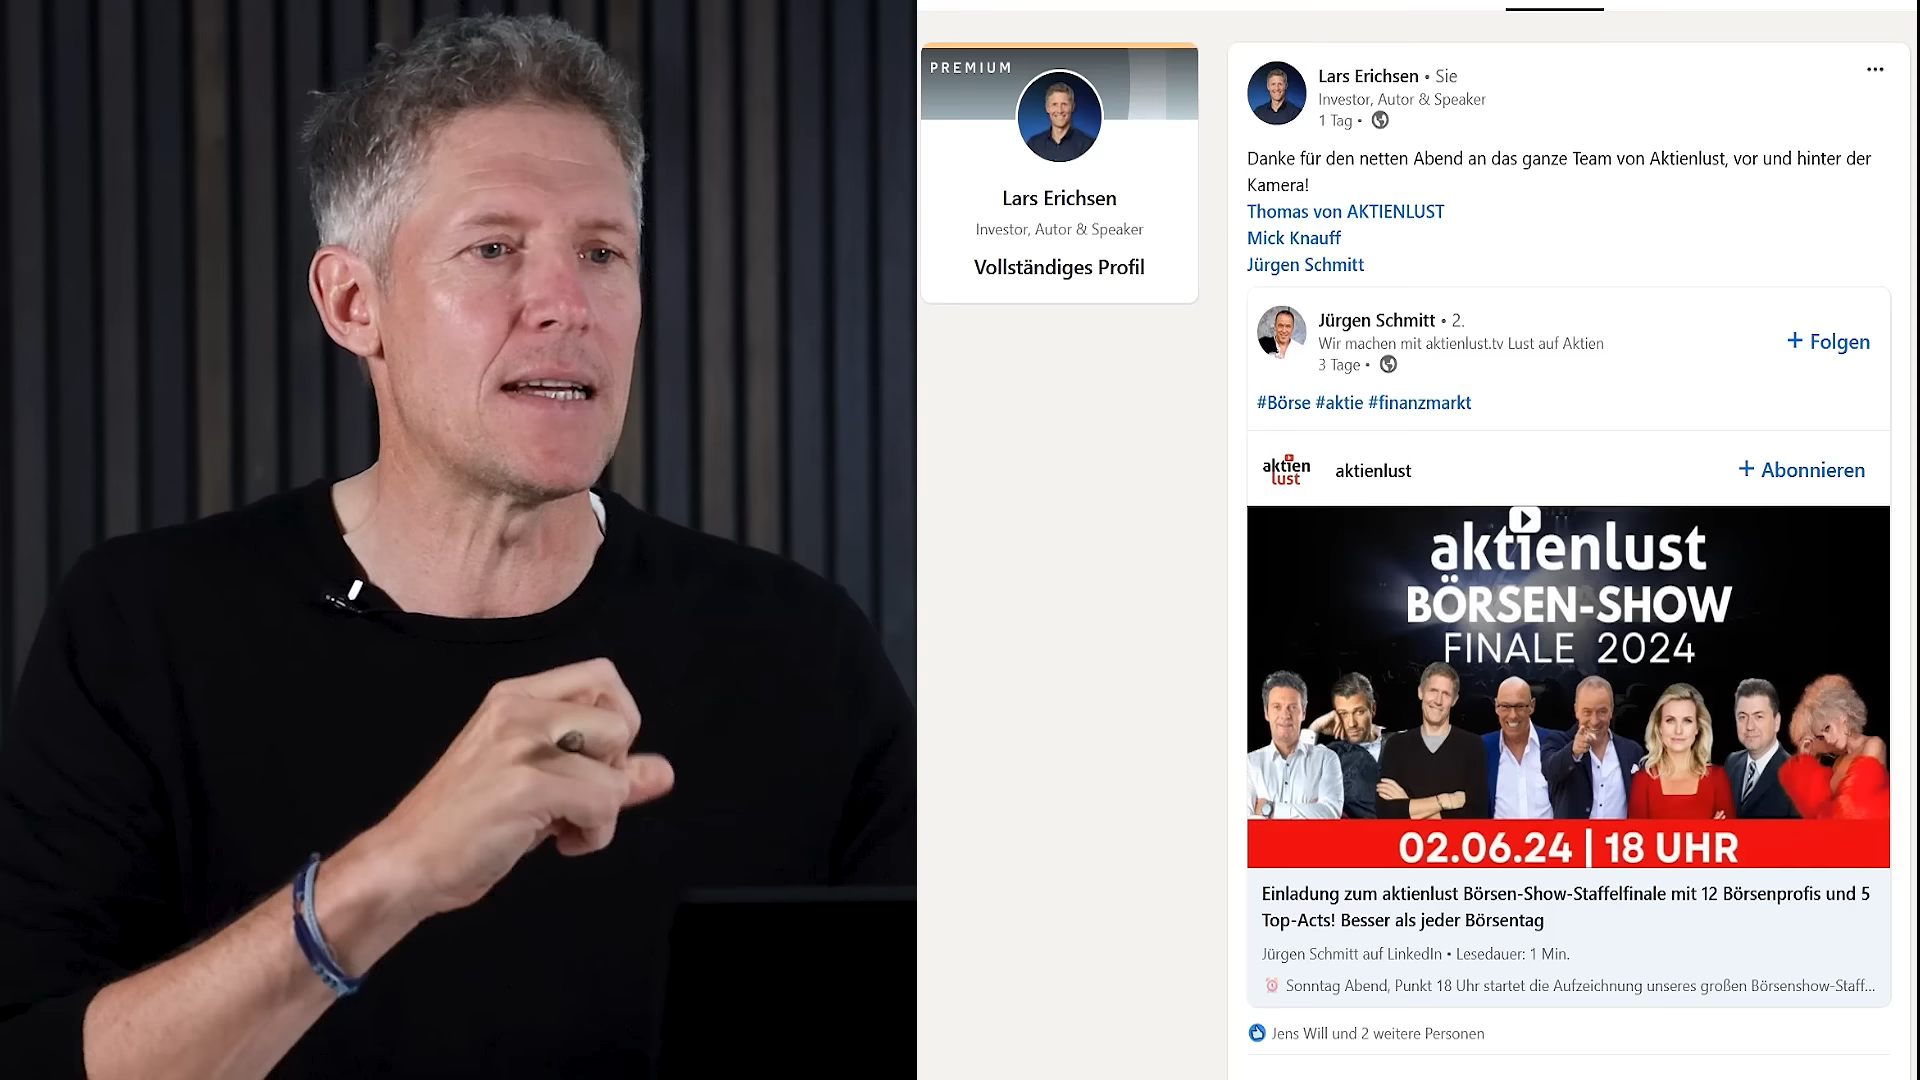 PREMIUM
Lars Erichsen
Investor, Autor & Speaker
Vollständiges Profil
Lars Erichsen • Sie
Investor, Autor & Speaker
1 Tag •
Danke für den netten Abend an das ganze Team von Aktienlust, vor und hinter der
Kamera!
Thomas von AKTIENLUST
Mick Knauff
Jürgen Schmitt
Jürgen Schmitt • 2.
Wir machen mit aktienlust.tv Lust auf Aktien
3 Tage •
+ Folgen
#Börse #aktie #finanzmarkt
aktien
lust
aktienlust
+ Abonnieren
aktienlust
BÖRSEN-SHOW
FINALE 2024
02.06.24 | 18 UHR
Einladung zum aktienlust Börsen-Show-Staffelfinale mit 12 Börsenprofis und 5
Top-Acts! Besser als jeder Börsentag
Jürgen Schmitt auf LinkedIn • Lesedauer: 1 Min.
Sonntag Abend, Punkt 18 Uhr startet die Aufzeichnung unseres großen Börsenshow-Staff...
Jens Will und 2 weitere Personen